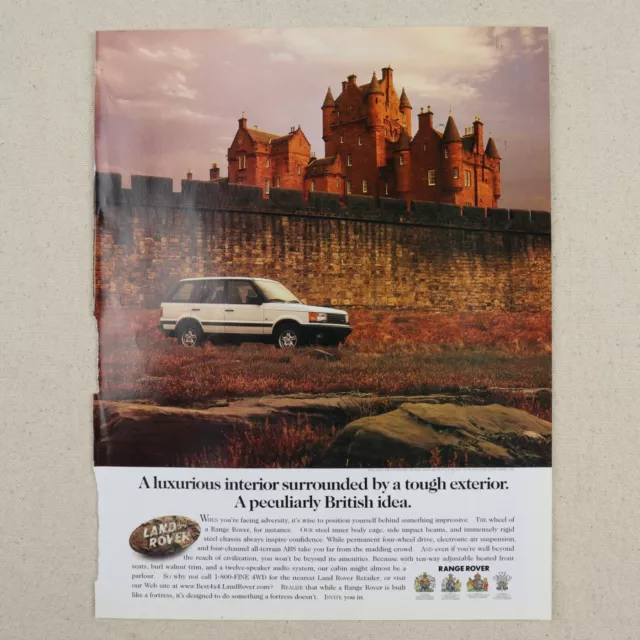 A luxurious interior surrounded by a tough exterior.
A peculiarly British idea.
LAND
ROVER
WHEN you're facing adversity, it's wise to position yourself behind something impressive. THE wheel of
a Range Rover, for instance. OUR steel inner body cage, side impact beams, and immensely rigid
steel chassis always inspire confidence. WHILE permanent four-wheel drive, electronic air suspension,
and four-channel all-terrain ABS take you far from the madding crowd. AND even if you're well beyond
the reach of civilization, you won't be beyond its amenities. BECAUSE with ten-way adjustable heated front
seats, burl walnut trim, and a twelve-speaker audio system, our cabin might almost be a
parlour. SO why not call 1-800-FINE 4WD for the nearest Land Rover Retailer, or visit
our Web site at www.Best4x4.LandRover.com? REALIZE that while a Range Rover is built
like a fortress, it's designed to do something a fortress doesn't. INVITE you in.
RANGE ROVER